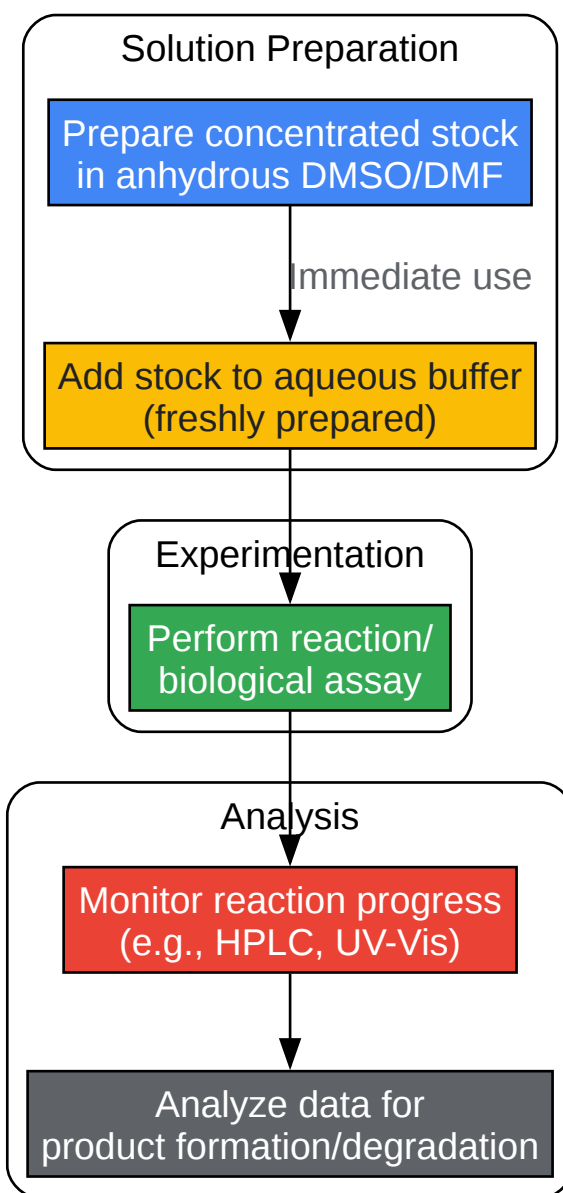 Solution Preparation
Prepare concentrated stock
in anhydrous DMSO/DMF
Immediate use
Add stock to aqueous buffer
(freshly prepared)
Experimentation
Perform reaction/
biological assay
Analysis
Monitor reaction progress
(e.g., HPLC, UV-Vis)
Analyze data for
product formation/degradation